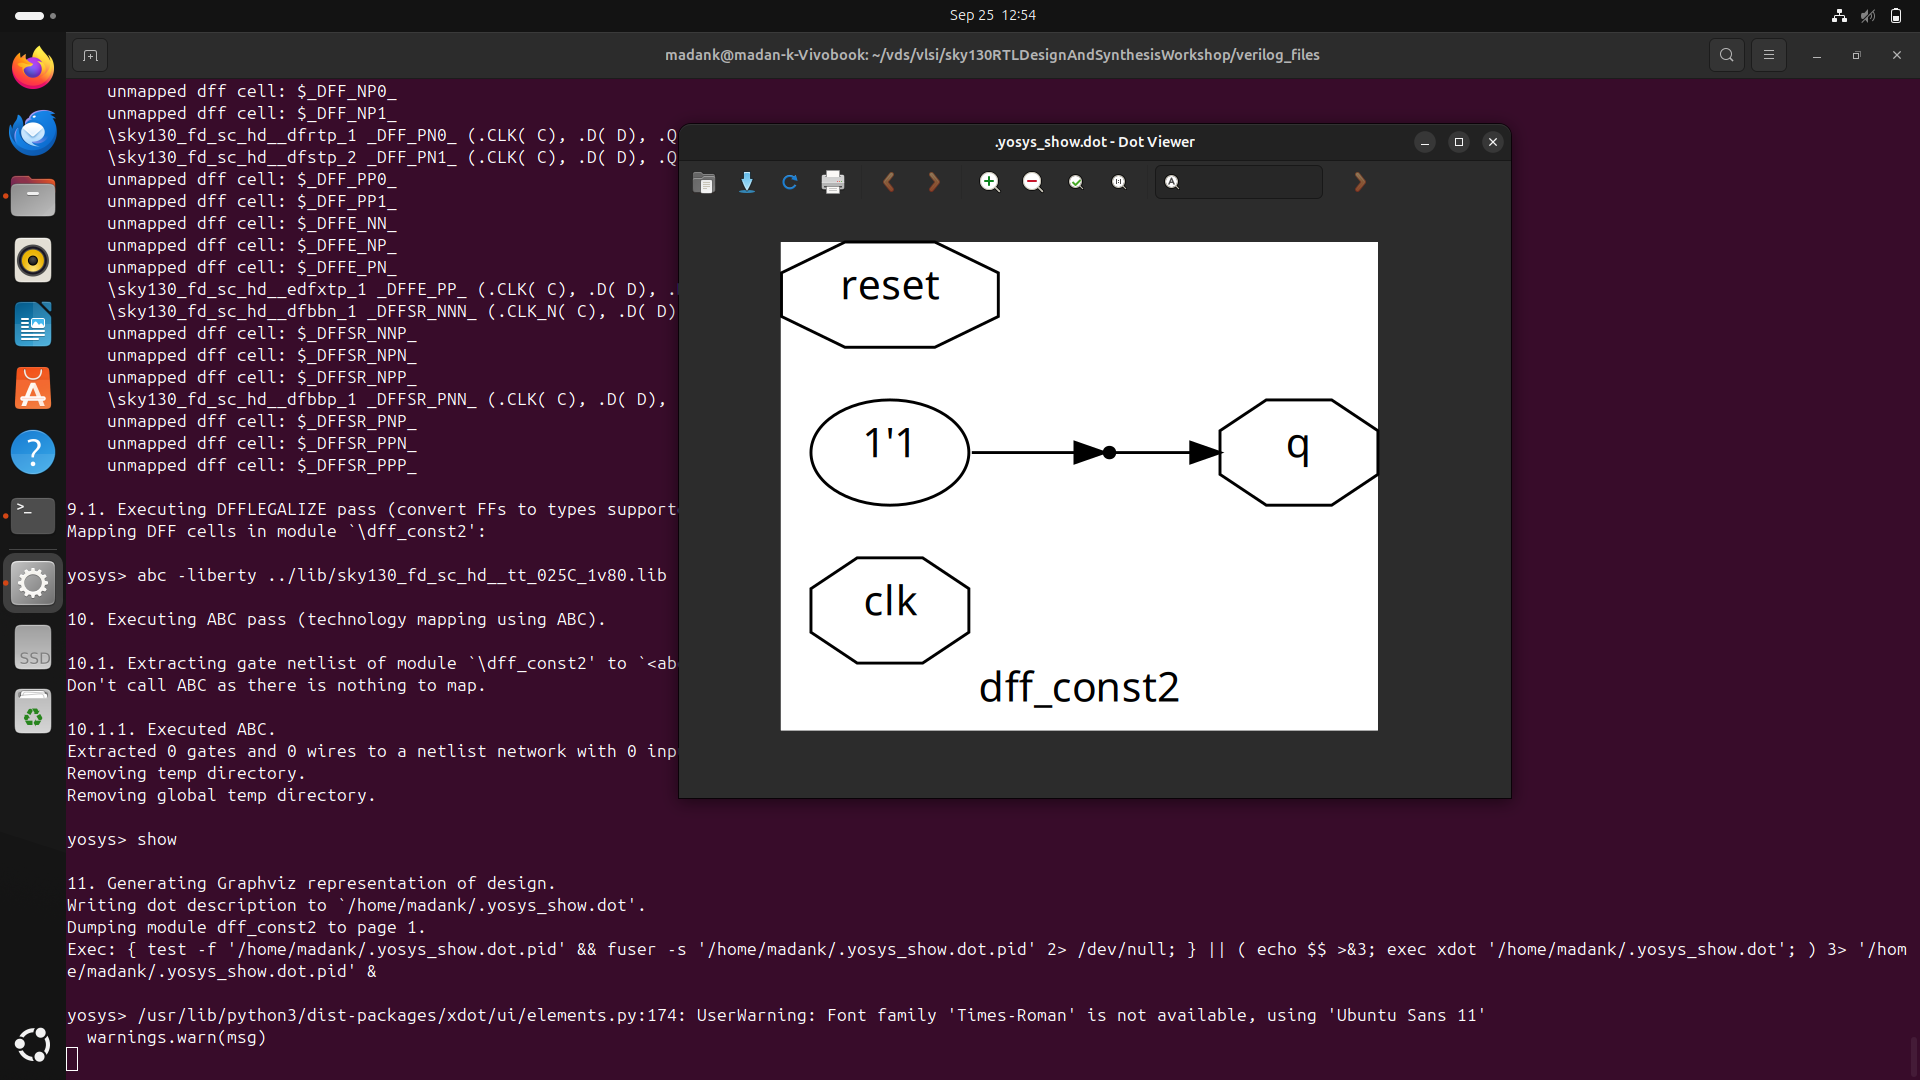 Sep 25 12:54
madank@madan-k-Vivobook: ~/vds/vlsi/sky130RTLDesignAndSynthesisWorkshop/verilog_files
unmapped dff cell: $_DFF_NP0_
unmapped dff cell: $_DFF_NP1_
\sky130_fd_sc_hd__dfrtp_1 _DFF_PN0_ (.CLK( C), .D( D), .Q
\sky130_fd_sc_hd__dfstp_2 _DFF_PN1_ (.CLK( C), .D( D), .Q
unmapped dff cell: $_DFF_PP0_
unmapped dff cell: $_DFF_PP1_
unmapped dff cell: $_DFFE_NN_
unmapped dff cell: $_DFFE_NP_
unmapped dff cell: $_DFFE_PN_
\sky130_fd_sc_hd__edfxtp_1 _DFFE_PP_ (.CLK( C), .D( D), .
\sky130_fd_sc_hd__dfbbn_1 _DFFSR_NNN_ (.CLK_N( C), .D( D)
unmapped dff cell: $_DFFSR_NNP_
unmapped dff cell: $_DFFSR_NPN_
unmapped dff cell: $_DFFSR_NPP_
\sky130_fd_sc_hd__dfbbp_1 _DFFSR_PNN_ (.CLK( C), .D( D),
unmapped dff cell: $_DFFSR_PNP_
unmapped dff cell: $_DFFSR_PPN_
unmapped dff cell: $_DFFSR_PPP_
9.1. Executing DFFLEGALIZE pass (convert FFs to types support
Mapping DFF cells in module `\dff_const2':
yosys> abc -liberty ../lib/sky130_fd_sc_hd__tt_025C_1v80.lib
10. Executing ABC pass (technology mapping using ABC).
10.1. Extracting gate netlist of module `\dff_const2' to `<ab
Don't call ABC as there is nothing to map.
10.1.1. Executed ABC.
Extracted 0 gates and 0 wires to a netlist network with 0 inp
Removing temp directory.
Removing global temp directory.
yosys> show
11. Generating Graphviz representation of design.
Writing dot description to `/home/madank/.yosys_show.dot'.
Dumping module dff_const2 to page 1.
Exec: { test -f '/home/madank/.yosys_show.dot.pid' && fuser -s '/home/madank/.yosys_show.dot.pid' 2> /dev/null; } || ( echo $$ >&3; exec xdot '/home/madank/.yosys_show.dot'; ) 3> '/hom
e/madank/.yosys_show.dot.pid' &
yosys> /usr/lib/python3/dist-packages/xdot/ui/elements.py:174: UserWarning: Font family 'Times-Roman' is not available, using 'Ubuntu Sans 11'
warnings.warn(msg)
.yosys_show.dot - Dot Viewer
reset
1'1
q
clk
dff_const2
SSD